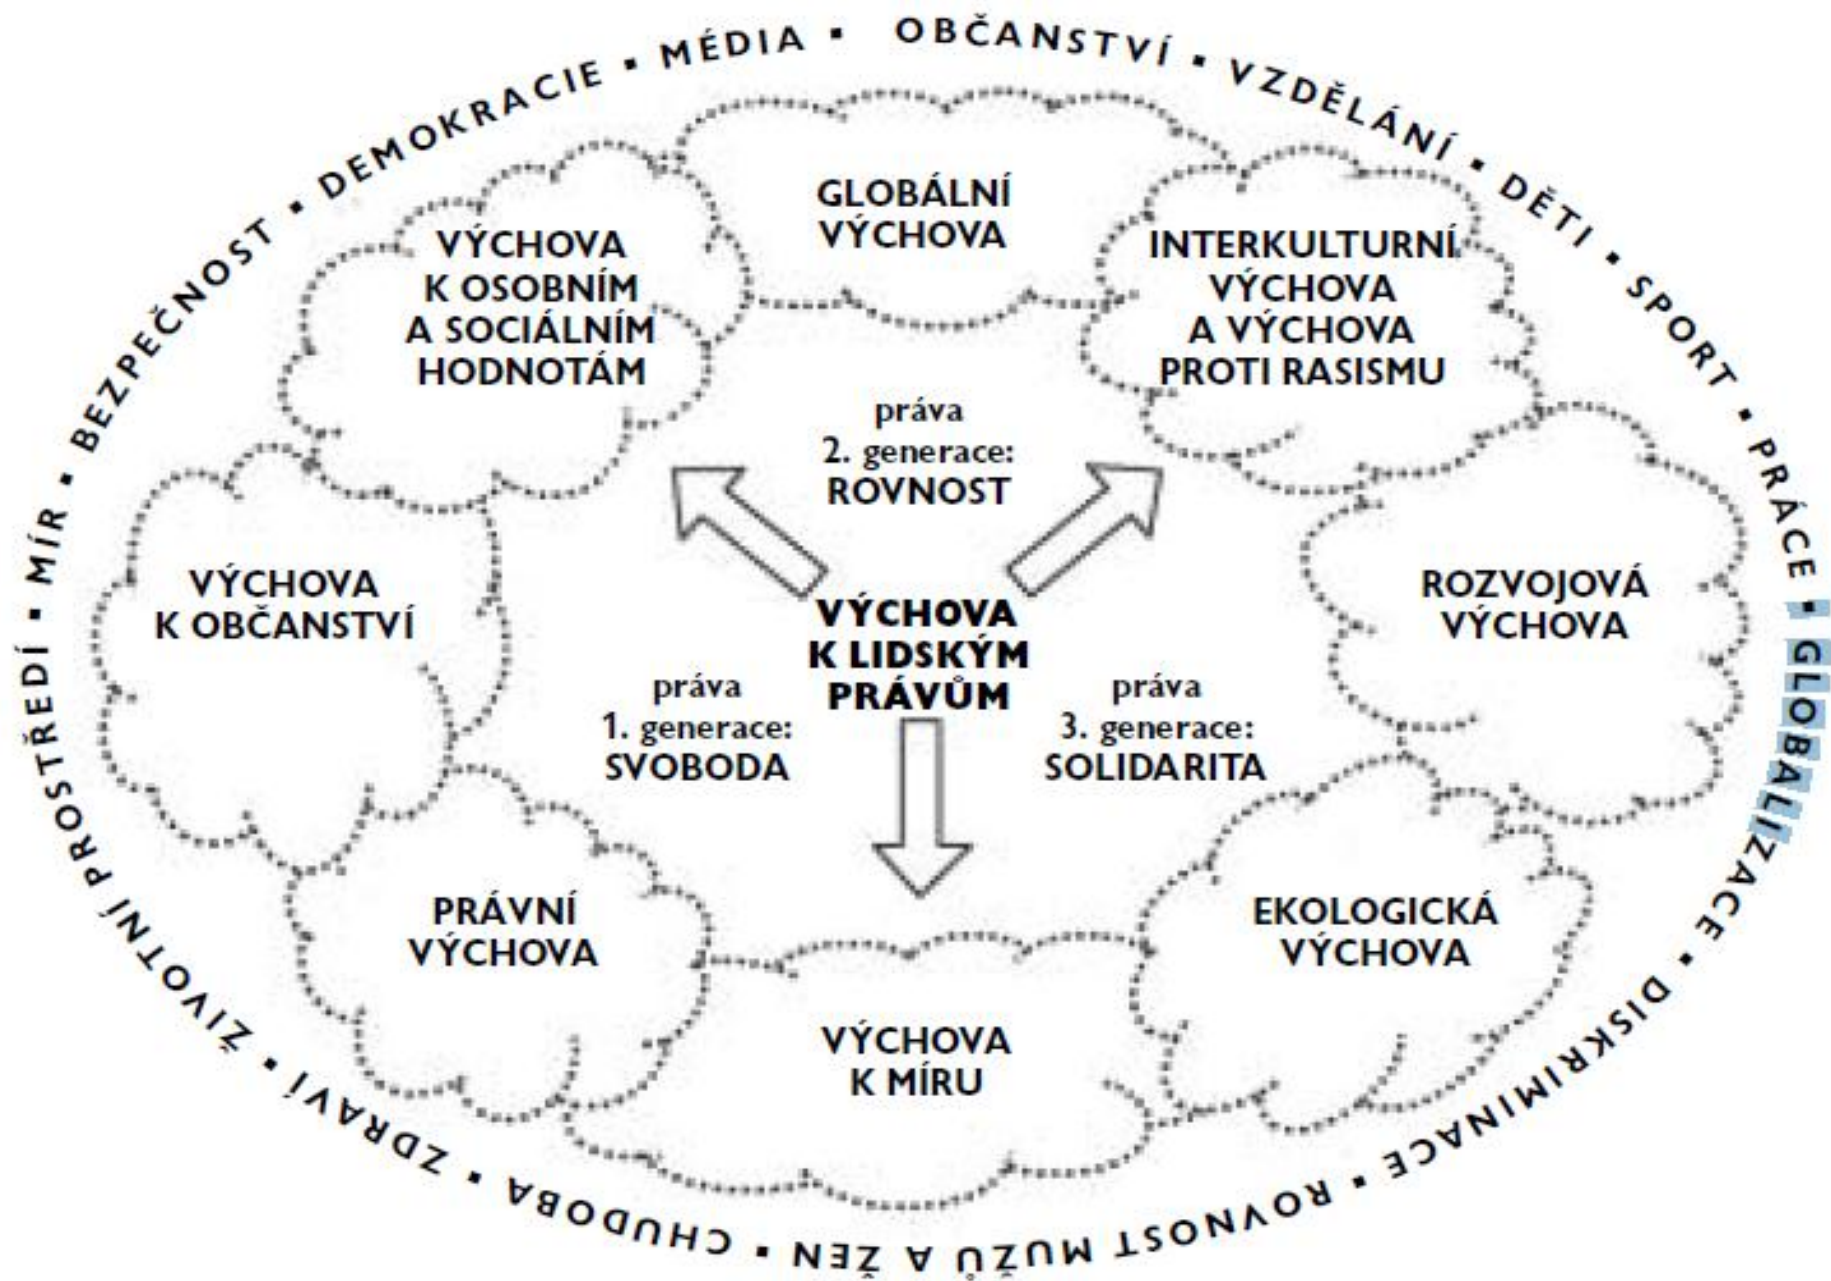 OBČANSTVÍ ▪ VZDĚLÁNÍ ▪ DĚTI ▪ SPORT ▪ PRÁCE ▪ GLOBALIZACE ▪ DISKRIMINACE ▪ ROVNOST MUŽŮ A ŽEN ▪ CHUDOBA ▪ ZDRAVÍ ▪ ŽIVOTNÍ PROSTŘEDÍ ▪ MÍR ▪ BEZPEČNOST ▪ DEMOKRACIE ▪ MÉDIA ▪
GLOBÁLNÍ
VÝCHOVA
VÝCHOVA
K OSOBNÍM
A SOCIÁLNÍM
HODNOTÁM
INTERKULTURNÍ
VÝCHOVA
A VÝCHOVA
PROTI RASISMU
práva
2. generace:
ROVNOST
VÝCHOVA
K OBČANSTVÍ
VÝCHOVA
K LIDSKÝM
PRÁVŮM
ROZVOJOVÁ
VÝCHOVA
práva
1. generace:
SVOBODA
práva
3. generace:
SOLIDARITA
PRÁVNÍ
VÝCHOVA
EKOLOGICKÁ
VÝCHOVA
VÝCHOVA
K MÍRU